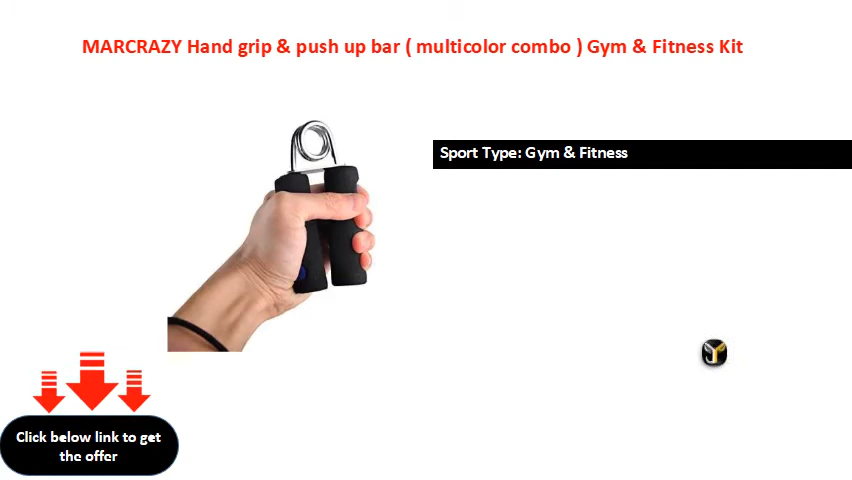 MARCRAZY Hand grip & push up bar ( multicolor combo ) Gym & Fitness Kit
Sport Type: Gym & Fitness
Click below link to get
the offer